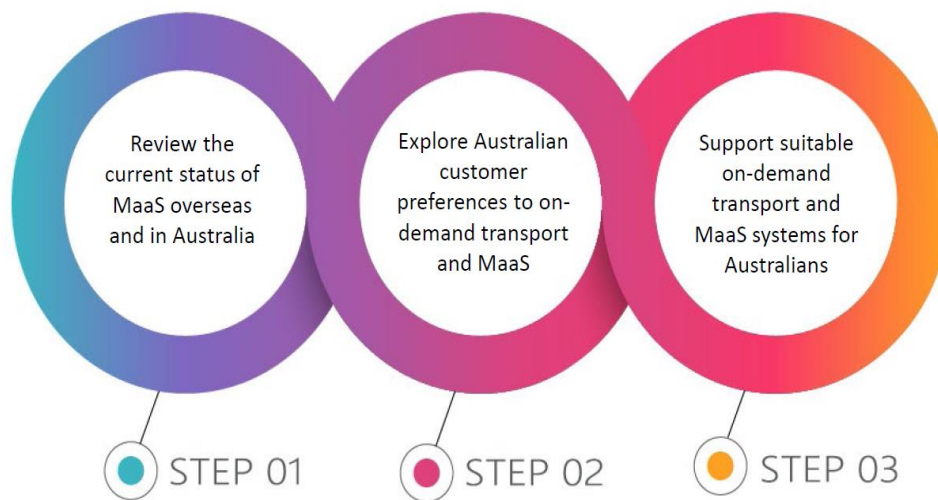 Review the
current status of
MaaS overseas
and in Australia
Explore Australian
customer
preferences to on-
demand transport
and MaaS
Support suitable
on-demand
transport and
MaaS systems for
Australians
STEP 01
STEP 02
STEP 03